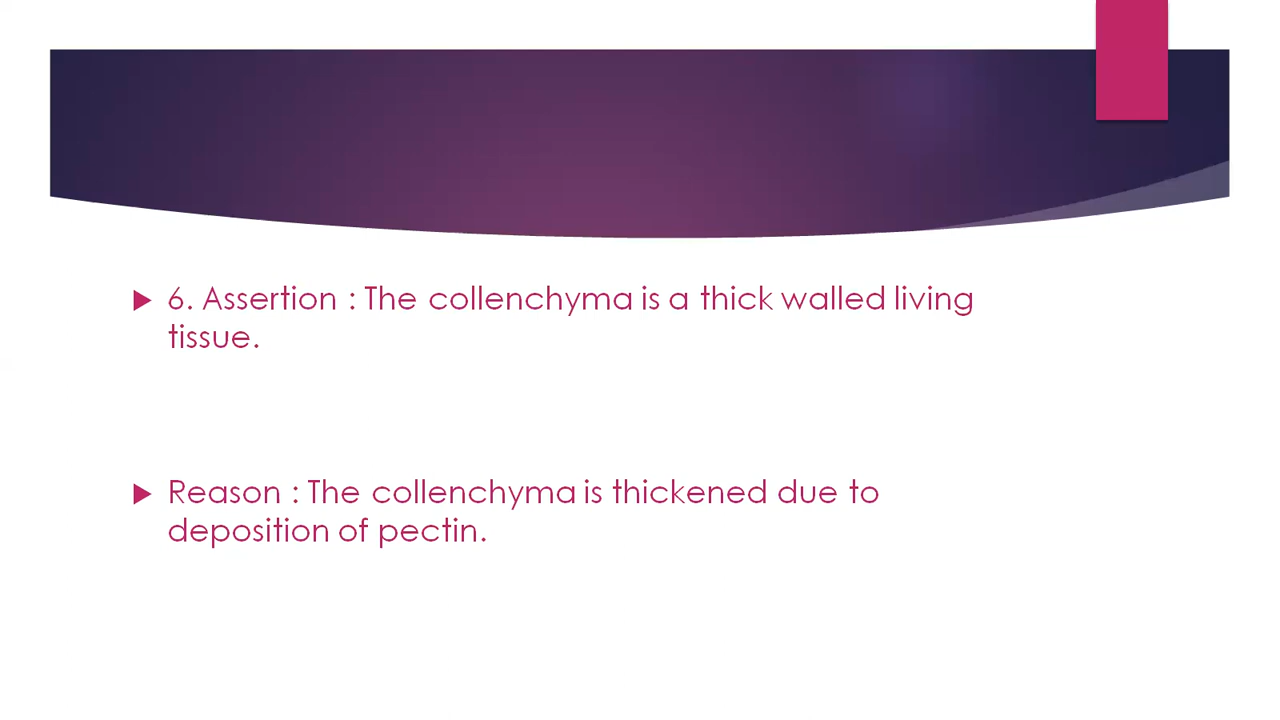 6. Assertion : The collenchyma is a thick walled living
tissue.
Reason : The collenchyma is thickened due to
deposition of pectin.